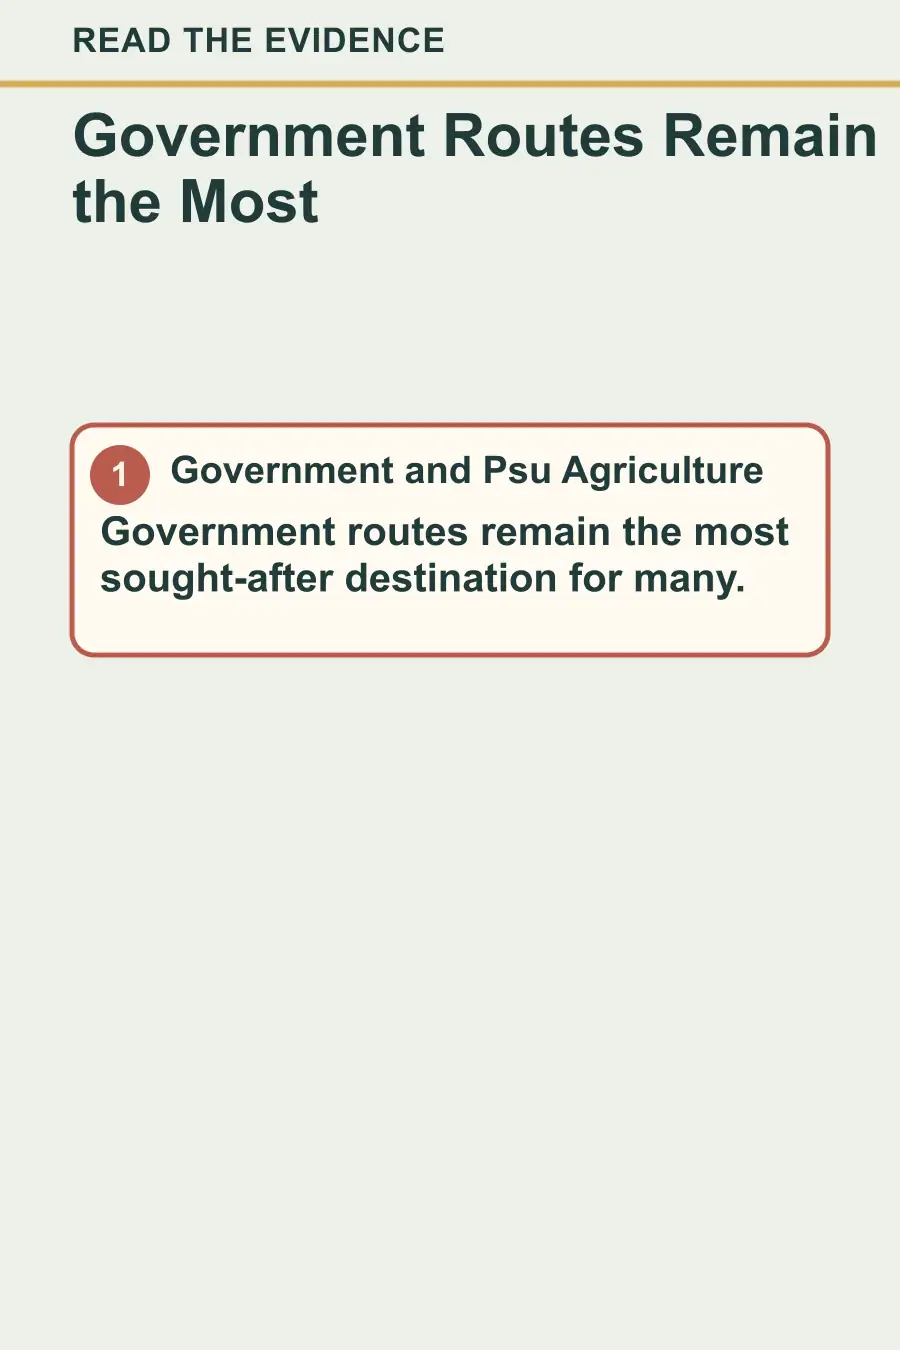 READ THE EVIDENCE
Government Routes Remain
the Most
1 Government and Psu Agriculture
Government routes remain the most
sought-after destination for many.